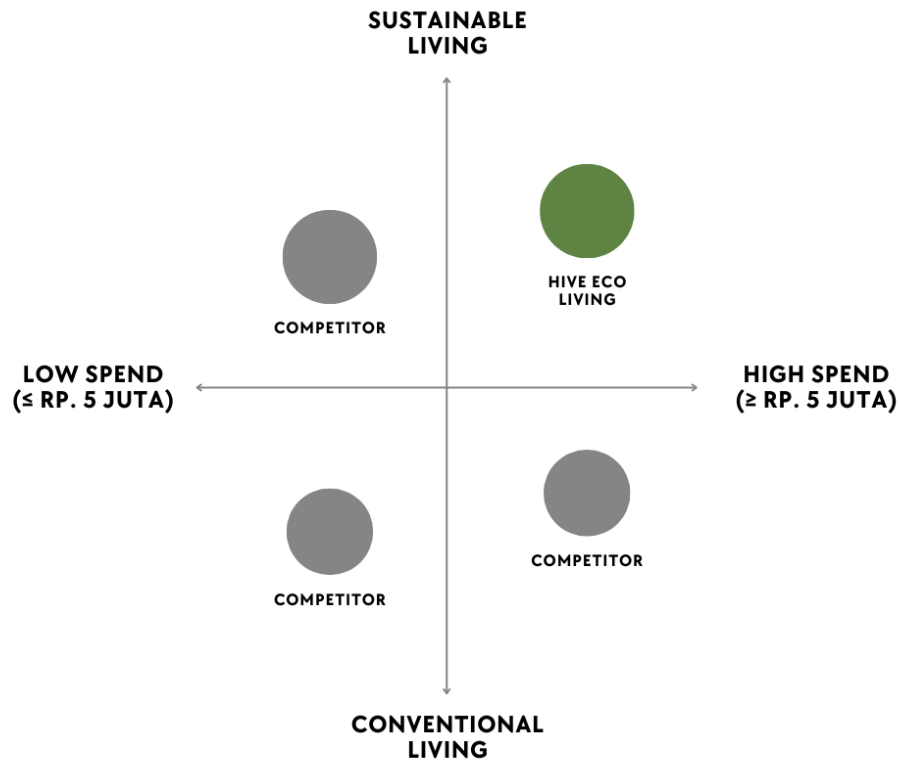 SUSTAINABLE
LIVING
HIVE ECO
LIVING
COMPETITOR
LOW SPEND
(≤ RP. 5 JUTA)
HIGH SPEND
(≥ RP. 5 JUTA)
COMPETITOR
COMPETITOR
CONVENTIONAL
LIVING